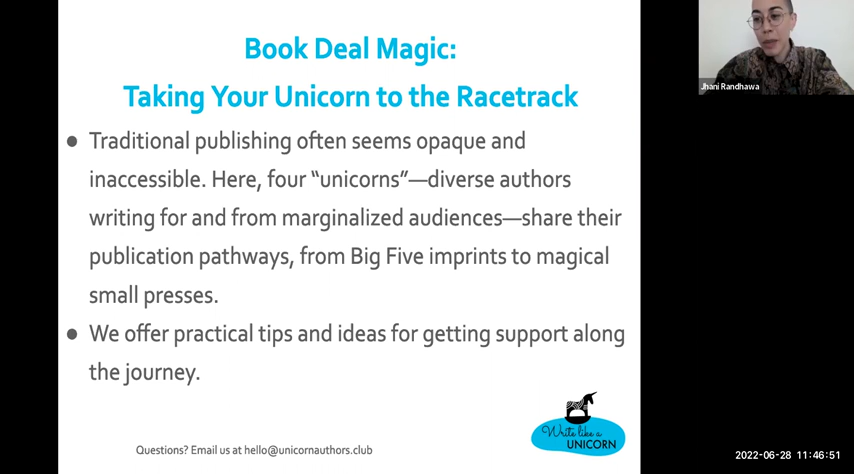 Book Deal Magic:
Taking Your Unicorn to the Racetrack
● Traditional publishing often seems opaque and
inaccessible. Here, four “unicorns”—diverse authors
writing for and from marginalized audiences—share their
publication pathways, from Big Five imprints to magical
small presses.
● We offer practical tips and ideas for getting support along
the journey.
Write like a
UNICORN
Questions? Email us at hello@unicornauthors.club
Jhani Randhawa
2022-06-28 11:46:51